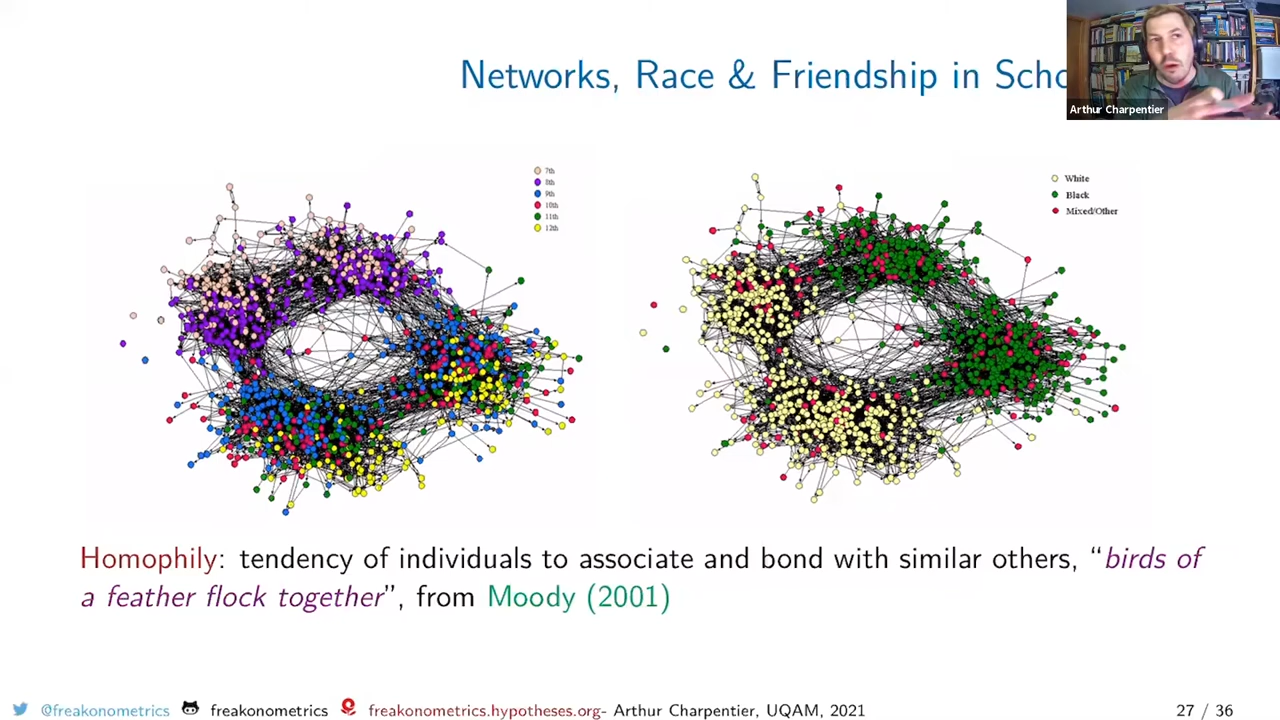 Networks, Race & Friendship in Scho
Arthur Charpentier
7th
8th
9th
10th
11th
12th
White
Black
Mixed/Other
Homophily: tendency of individuals to associate and bond with similar others, “birds of
a feather flock together”, from Moody (2001)
@freakonometrics freakonometrics freakonometrics.hypotheses.org- Arthur Charpentier, UQAM, 2021 27 / 36